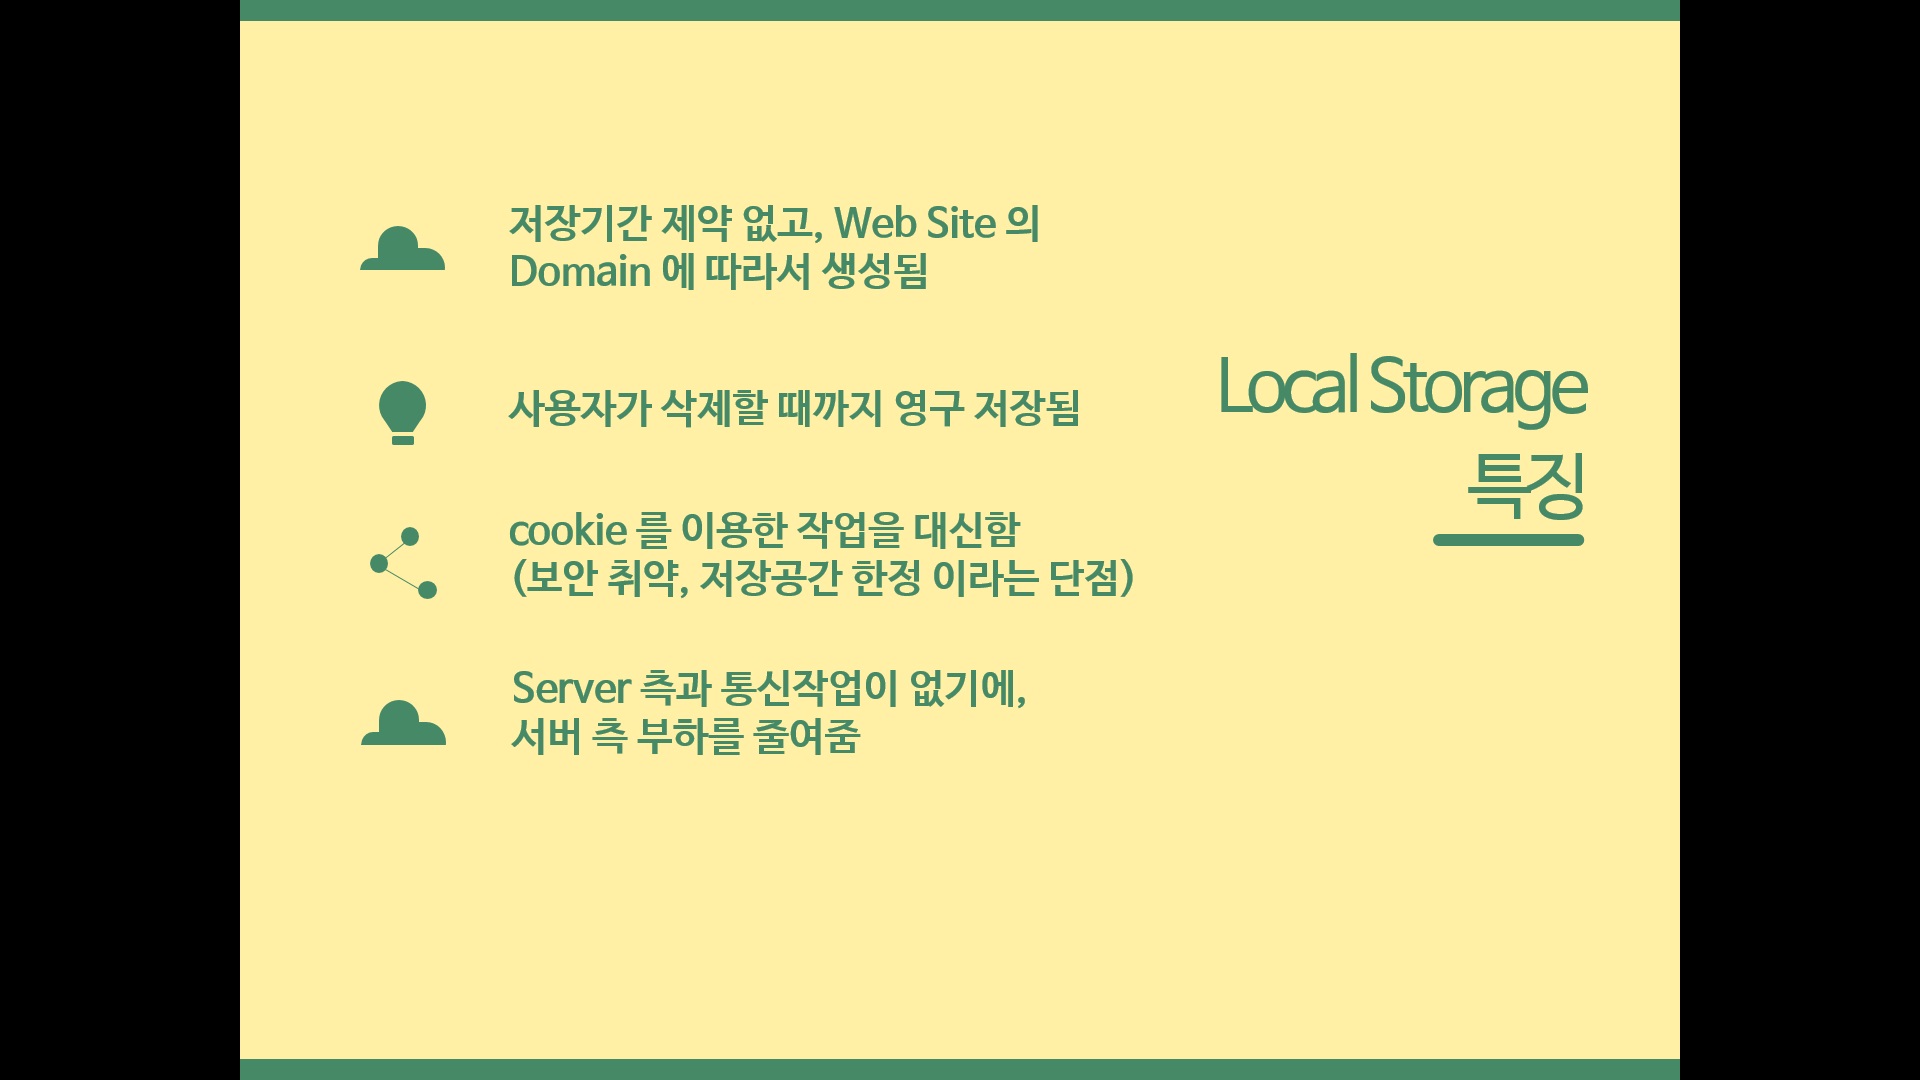 저장기간 제약 없고, Web Site 의
Domain 에 따라서 생성됨
사용자가 삭제할 때까지 영구 저장됨
cookie 를 이용한 작업을 대신함
(보안 취약, 저장공간 한정 이라는 단점)
Server 측과 통신작업이 없기에,
서버 측 부하를 줄여줌
Local Storage
특징